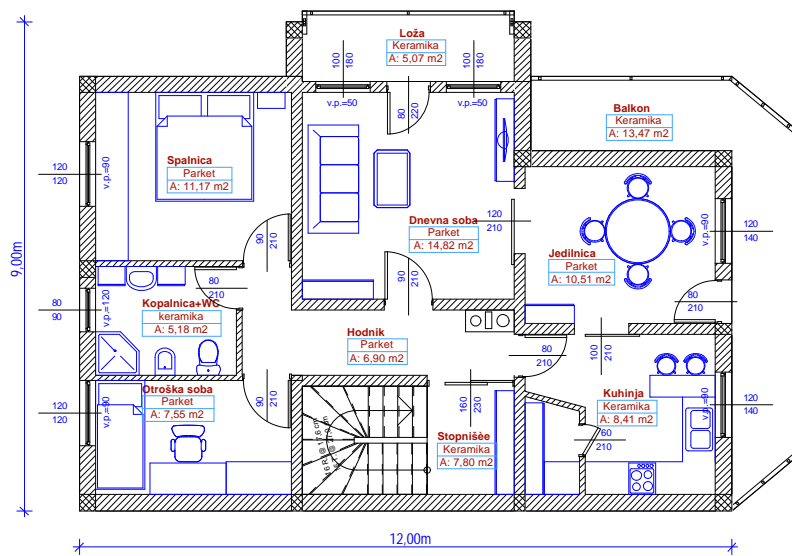 Loža
Keramika
A: 5,07 m2
100
180
100
180
v.p.=50
v.p.=50
80
220
Balkon
Keramika
A: 13,47 m2
Spalnica
Parket
A: 11,17 m2
120
120
v.p.=90
Dnevna soba
Parket
A: 14,82 m2
120
210
Jedilnica
Parket
A: 10,51 m2
v.p.=90
120
140
90
210
90
210
80
210
80
210
9,00m
80
90
v.p.=120
Kopalnica+WC
keramika
A: 5,18 m2
Hodnik
Parket
A: 6,90 m2
80
210
100
210
Otroška soba
Parket
A: 7,55 m2
120
120
v.p.=90
90
210
160
230
Stopnišèe
Keramika
A: 7,80 m2
Kuhinja
Keramika
A: 8,41 m2
v.p.=90
120
140
60
210
12,00m